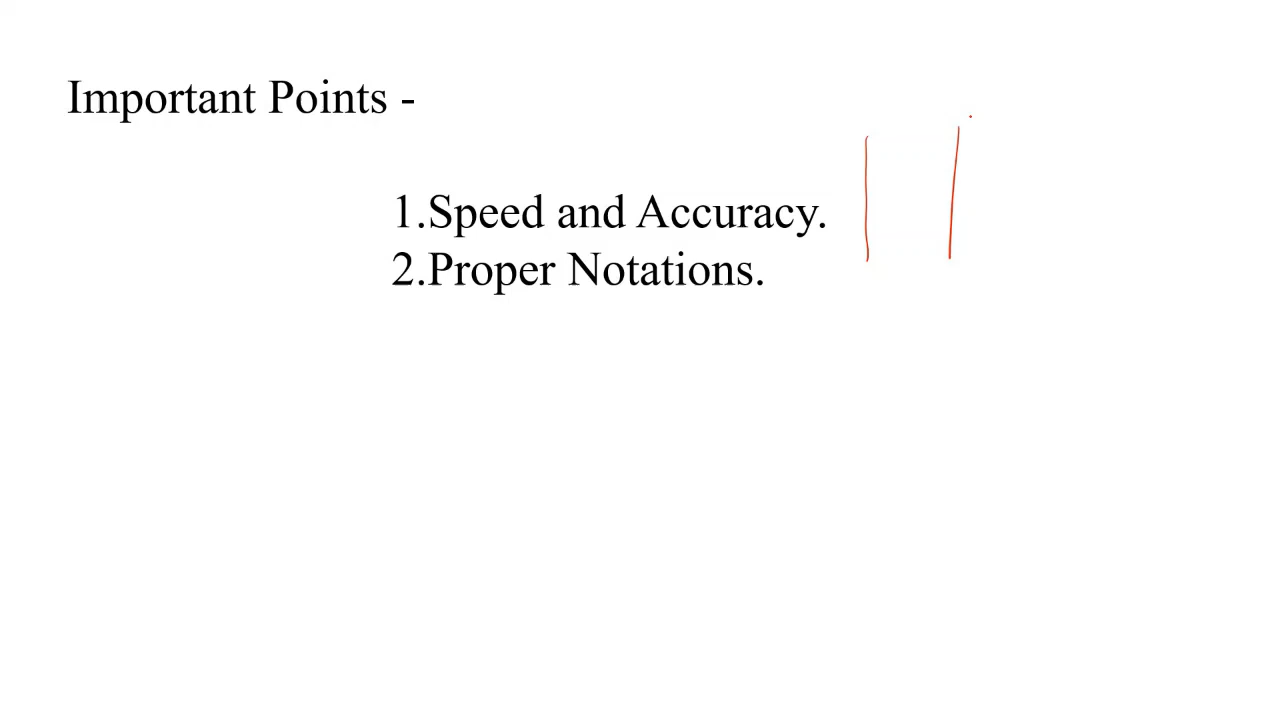 Important Points -
1.Speed and Accuracy.
2.Proper Notations.